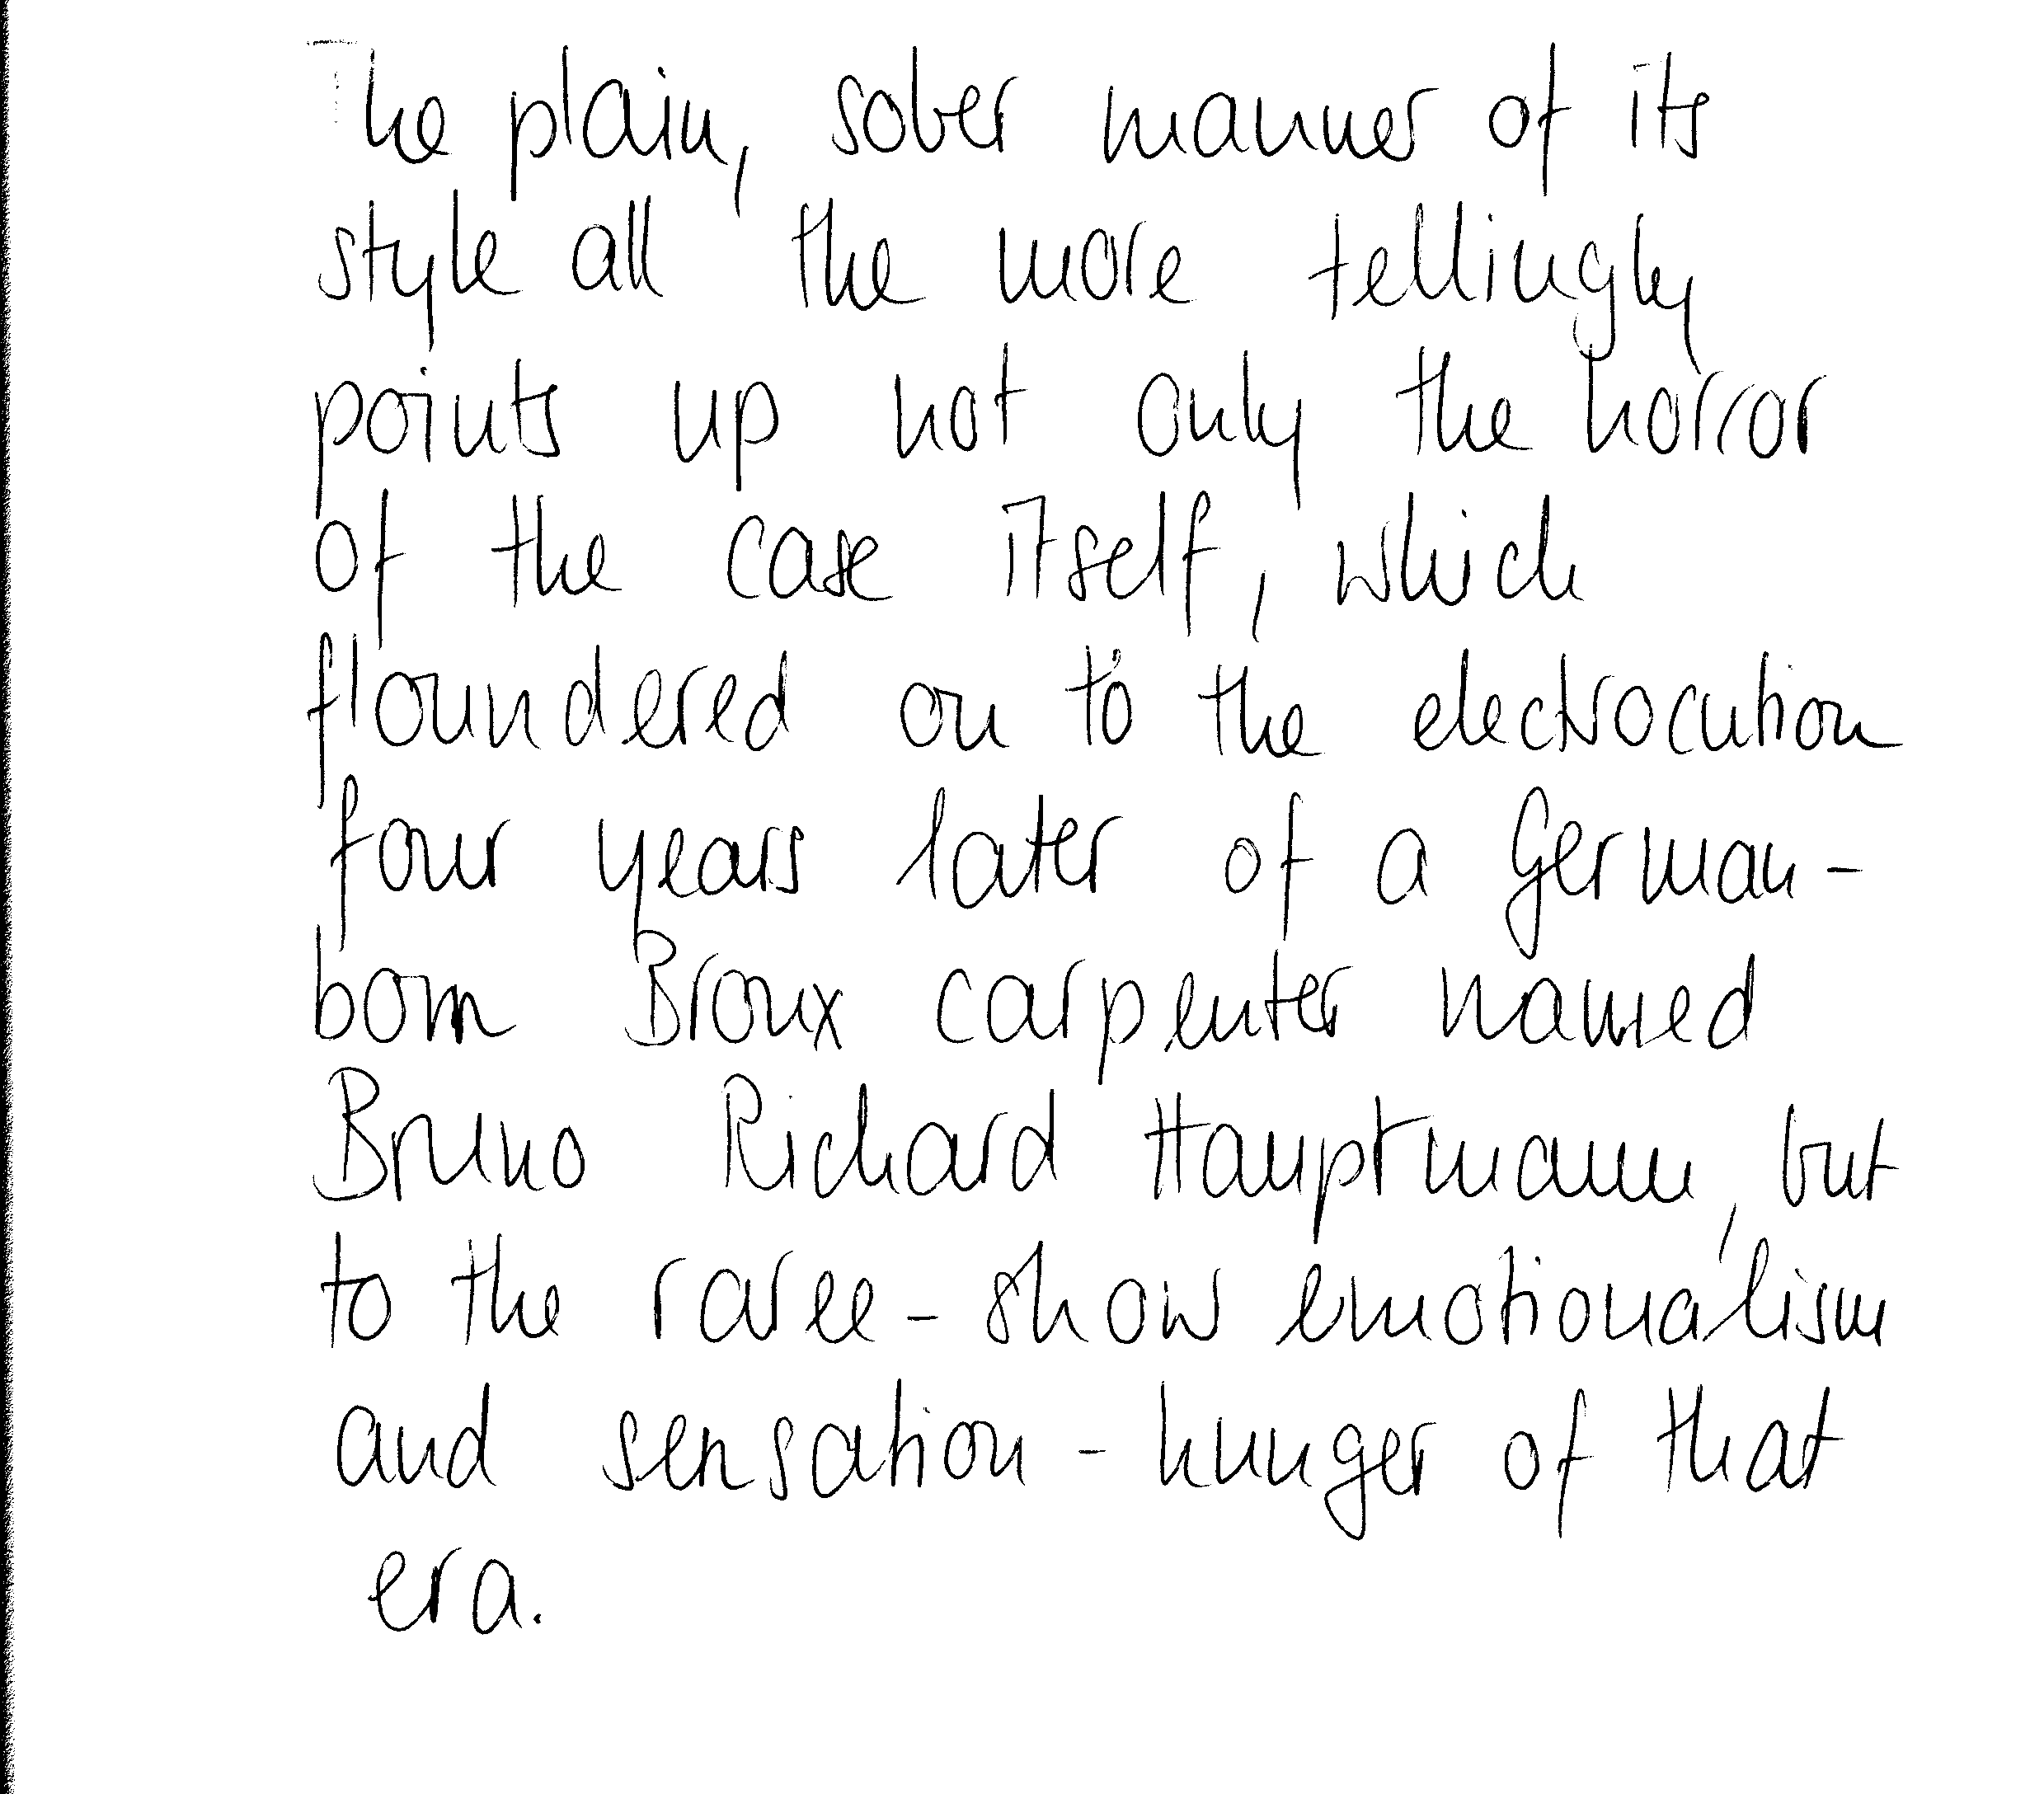 The plain, sober manner of its
style all the more tellingly
points up not only the horror
of the case itself, which
floundered on to the electrocution
four years later of a German-
born Bronx carpenter named
Bruno Richard Hauptmann, but
to the raree-show emotionalism
and sensation-hunger of that
era.